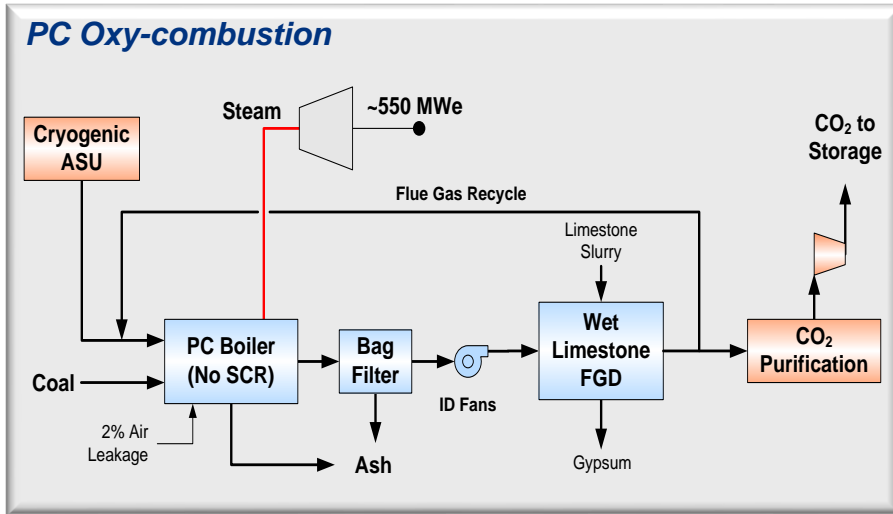 PC Oxy-combustion
Steam
~550 MWe
Cryogenic
ASU
CO₂ to
Storage
Flue Gas Recycle
Limestone
Slurry
PC Boiler
(No SCR)
Bag
Filter
Wet
Limestone
FGD
CO₂
Purification
Coal
ID Fans
2% Air
Leakage
Ash
Gypsum